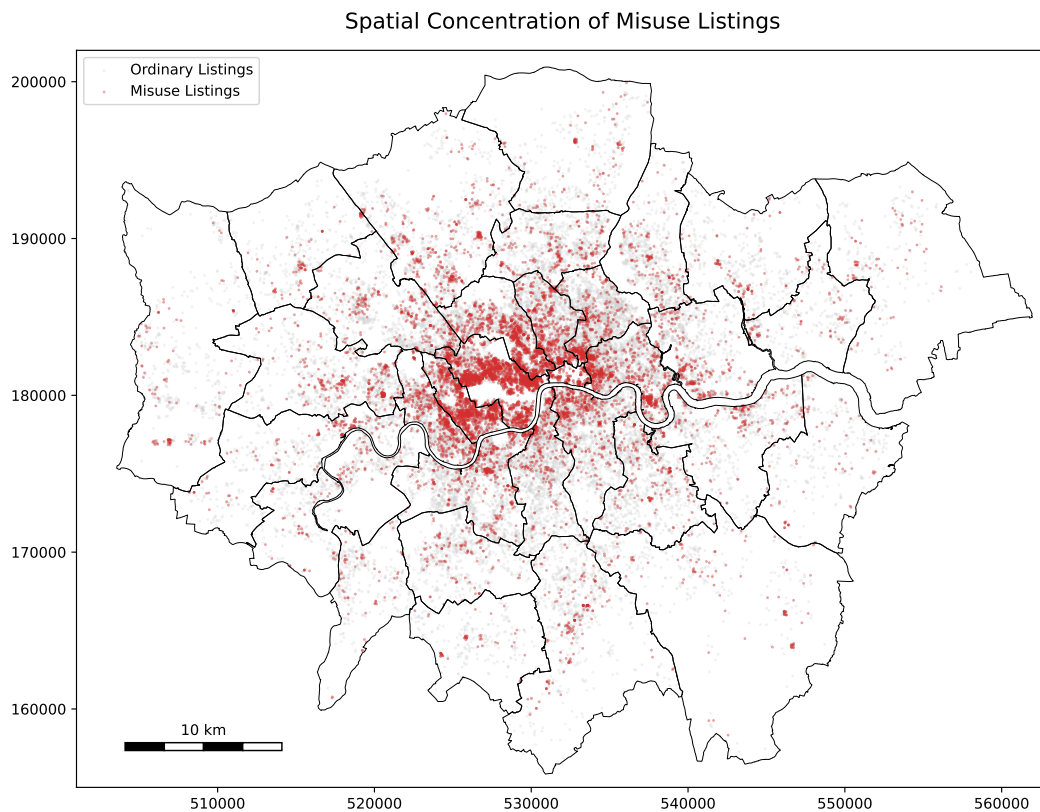 Spatial Concentration of Misuse Listings
Ordinary Listings
Misuse Listings
200000
190000
180000
170000
160000
10 km
510000
520000
530000
540000
550000
560000